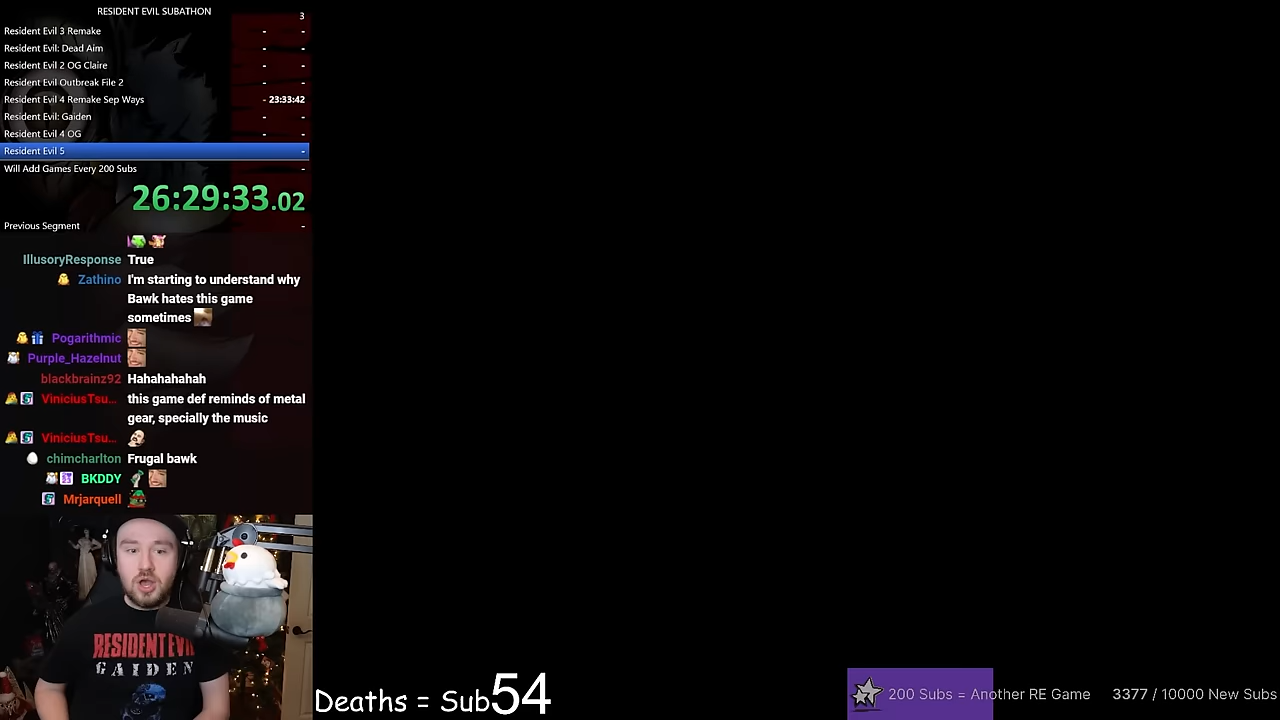 RESIDENT EVIL SUBATHON
3
Resident Evil 3 Remake - -
Resident Evil: Dead Aim - -
Resident Evil 2 OG Claire - -
Resident Evil Outbreak File 2 - -
Resident Evil 4 Remake Sep Ways - 23:33:42
Resident Evil: Gaiden - -
Resident Evil 4 OG - -
Resident Evil 5 -
Will Add Games Every 200 Subs -
26:29:33.02
Previous Segment -
IllusoryResponse True
Zathino I'm starting to understand why
Bawk hates this game
sometimes
Pogarithmic
Purple_Hazelnut
blackbrainz92 Hahahahahah
ViniciusTsu... this game def reminds of metal
gear, specially the music
ViniciusTsu...
chimcharlton Frugal bawk
BKDDY
Mrjarquell
RESIDENT EVIL
GAIDEN
Deaths = Sub54
200 Subs = Another RE Game 3377 / 10000 New Subs